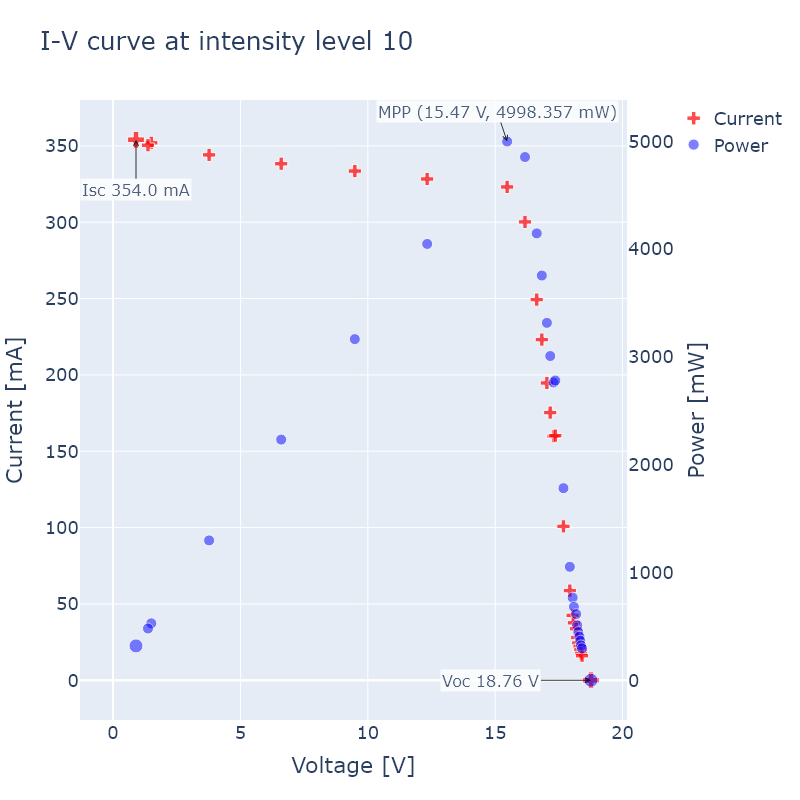 I-V curve at intensity level 10
MPP (15.47 V, 4998.357 mW)
Current
Power
Isc 354.0 mA
Voc 18.76 V
350
300
250
200
150
100
50
0
5000
4000
3000
2000
1000
0
0
5
10
15
20
Current [mA]
Power [mW]
Voltage [V]